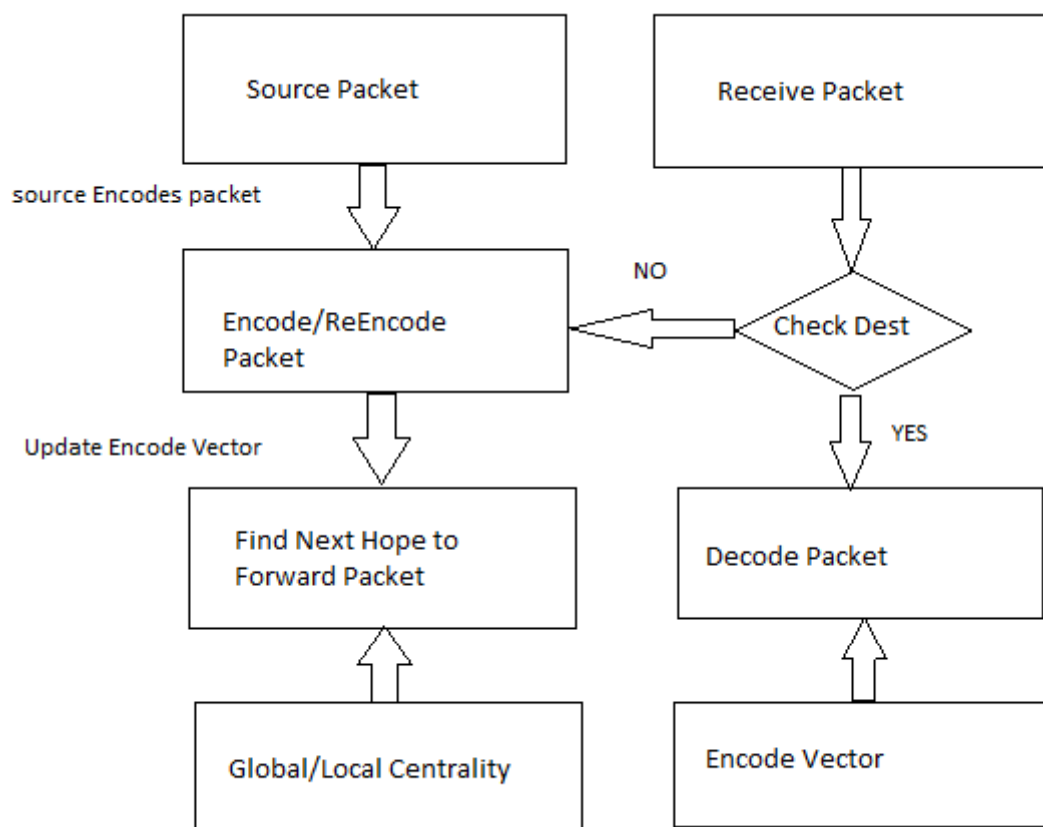 Source Packet
Receive Packet
source Encodes packet
NO
Check Dest
Encode/ReEncode
Packet
Update Encode Vector
YES
Find Next Hope to
Forward Packet
Decode Packet
Global/Local Centrality
Encode Vector